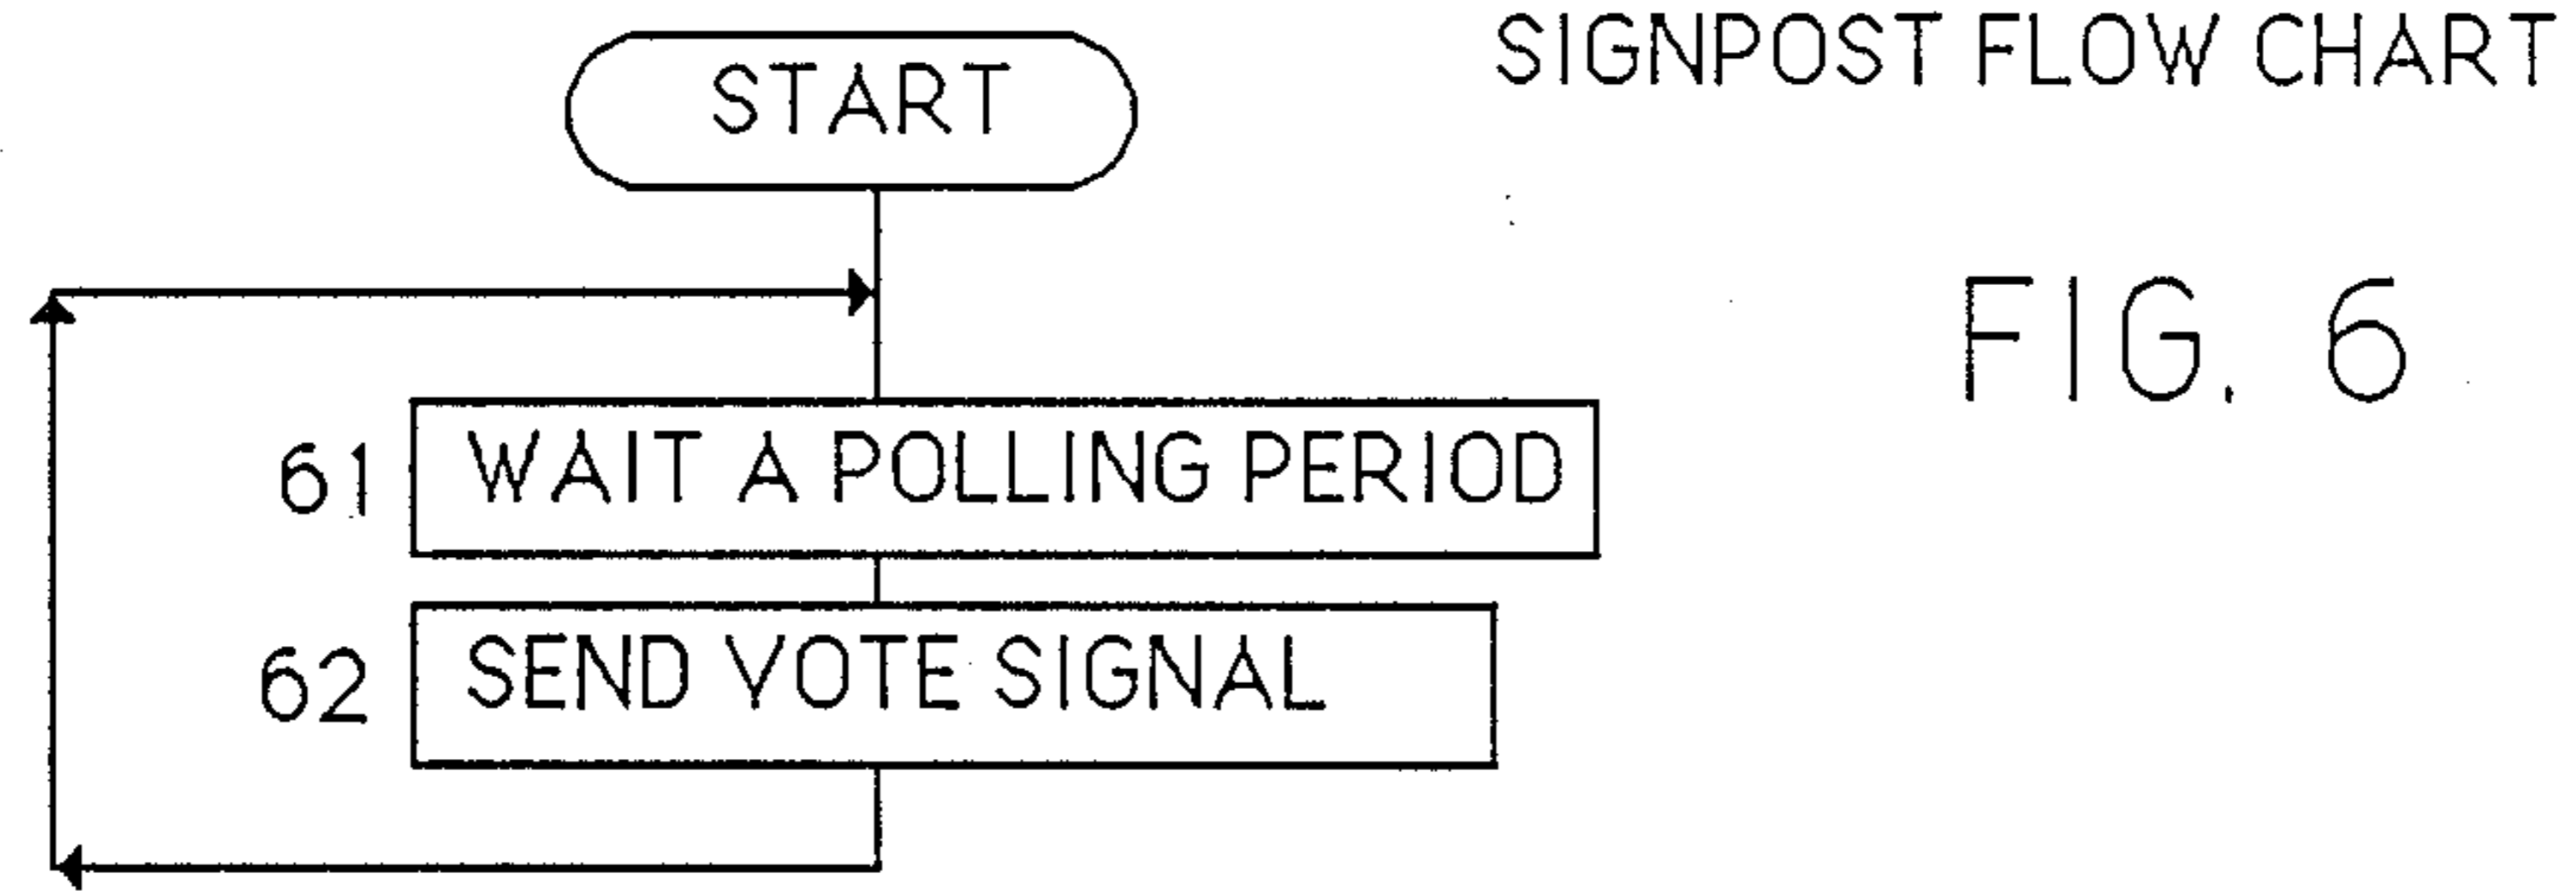 SIGNPOST FLOW CHART
START
FIG. 6
61 WAIT A POLLING PERIOD
62 SEND VOTE SIGNAL